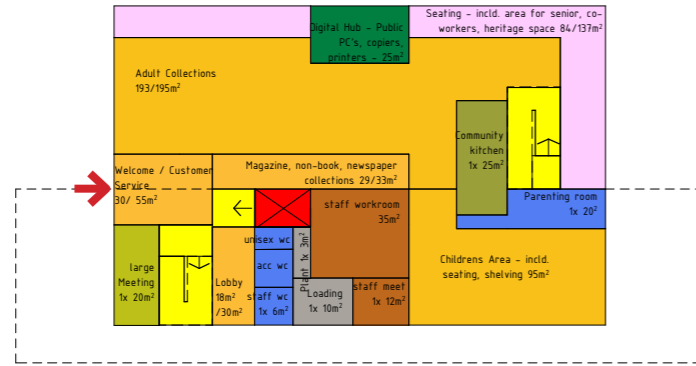 Seating - incld. area for senior, co-
workers, heritage space 84/137m²
Digital Hub - Public
PC's, copiers,
printers - 25m²
Adult Collections
193/195m²
Community
kitchen
1x 25m²
Welcome / Customer
Service
30/ 55m²
Magazine, non-book, newspaper
collections 29/33m²
Parenting room
1x 20²
staff workroom
35m²
unisex wc
acc wc
staff wc
1x 6m²
Plant 1x 3m²
large
Meeting
1x 20m²
Lobby
18m²
/30m²
Loading
1x 10m²
staff meet
1x 12m²
Childrens Area - incld.
seating, shelving 95m²